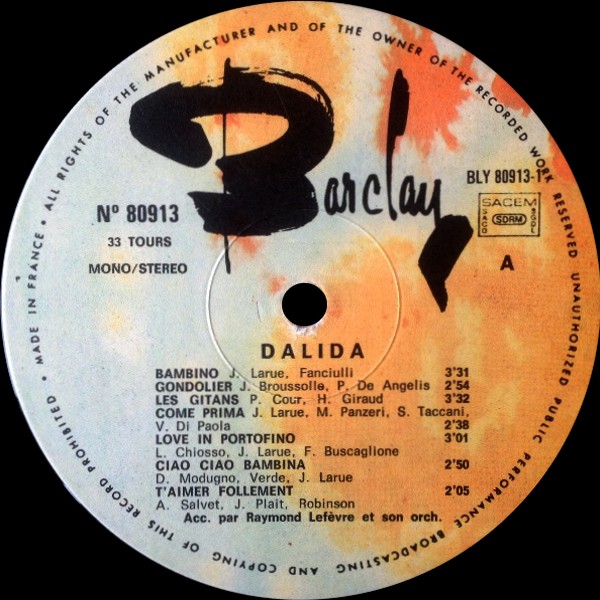 MADE IN FRANCE • ALL RIGHTS OF THE MANUFACTURER AND OF THE OWNER OF THE RECORDED WORK RESERVED UNAUTHORIZED PUBLIC PERFORMANCE BROADCASTING AND COPYING OF THIS RECORD PROHIBITED •
Barclay
BLY 80913-1
Nº 80913
33 TOURS
MONO/STEREO
SACEM
SACD
SDRM
SGDL
A
DALIDA
BAMBINO J. Larue, Fanciulli 3'31
GONDOLIER J. Broussolle, P. De Angelis 2'54
LES GITANS P. Cour, H. Giraud 3'32
COME PRIMA J. Larue, M. Panzeri, S. Taccani,
V. Di Paola 2'38
LOVE IN PORTOFINO 3'01
L. Chiosso, J. Larue, F. Buscaglione
CIAO CIAO BAMBINA 2'50
D. Modugno, Verde, J. Larue
T'AIMER FOLLEMENT 2'05
A. Salvet, J. Plait, Robinson
Acc. par Raymond Lefèvre et son orch.